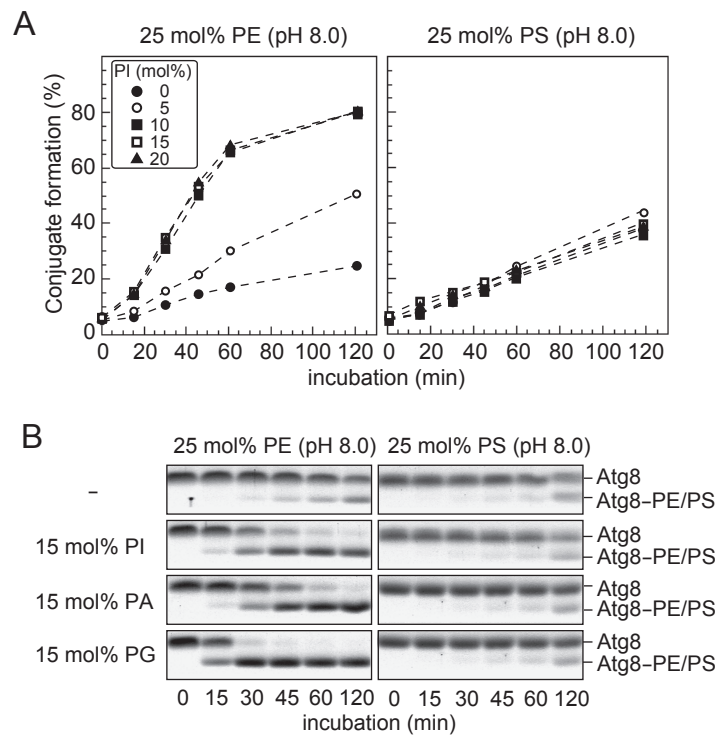 A
25 mol% PE (pH 8.0) 25 mol% PS (pH 8.0)
Conjugate formation (%)
PI (mol%)
0
5
10
15
20
80
60
40
20
0
0 20 40 60 80 100 120 0 20 40 60 80 100 120
incubation (min)
B
25 mol% PE (pH 8.0) 25 mol% PS (pH 8.0)
– Atg8
Atg8–PE/PS
15 mol% PI Atg8
Atg8–PE/PS
15 mol% PA Atg8
Atg8–PE/PS
15 mol% PG Atg8
Atg8–PE/PS
0 15 30 45 60 120 0 15 30 45 60 120
incubation (min)